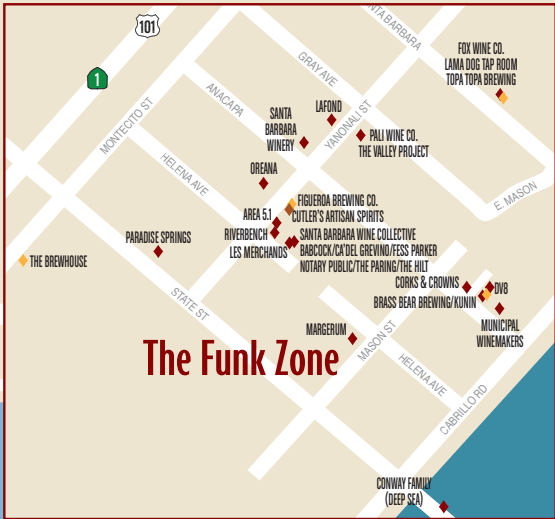 101
NTA BARBARA
FOX WINE CO.
LAMA DOG TAP ROOM
TOPA TOPA BREWING
1
GRAY AVE
ANACAPA
MONTECITO ST
LAFOND
SANTA
BARBARA
WINERY
YANONALI ST
PALI WINE CO.
THE VALLEY PROJECT
HELENA AVE
OREANA
E. MASON
FIGUEROA BREWING CO.
CUTLER'S ARTISAN SPIRITS
AREA 5.1
RIVERBENCH
LES MERCHANDS
SANTA BARBARA WINE COLLECTIVE
BABCOCK/CA'DEL GREVINO/FESS PARKER
NOTARY PUBLIC/THE PARING/THE HILT
PARADISE SPRINGS
THE BREWHOUSE
STATE ST
CORKS & CROWNS
DV8
BRASS BEAR BREWING/KUNIN
MUNICIPAL
WINEMAKERS
MARGERUM
MASON ST
The Funk Zone
HELENA AVE
CABRILLO RD
CONWAY FAMILY
(DEEP SEA)